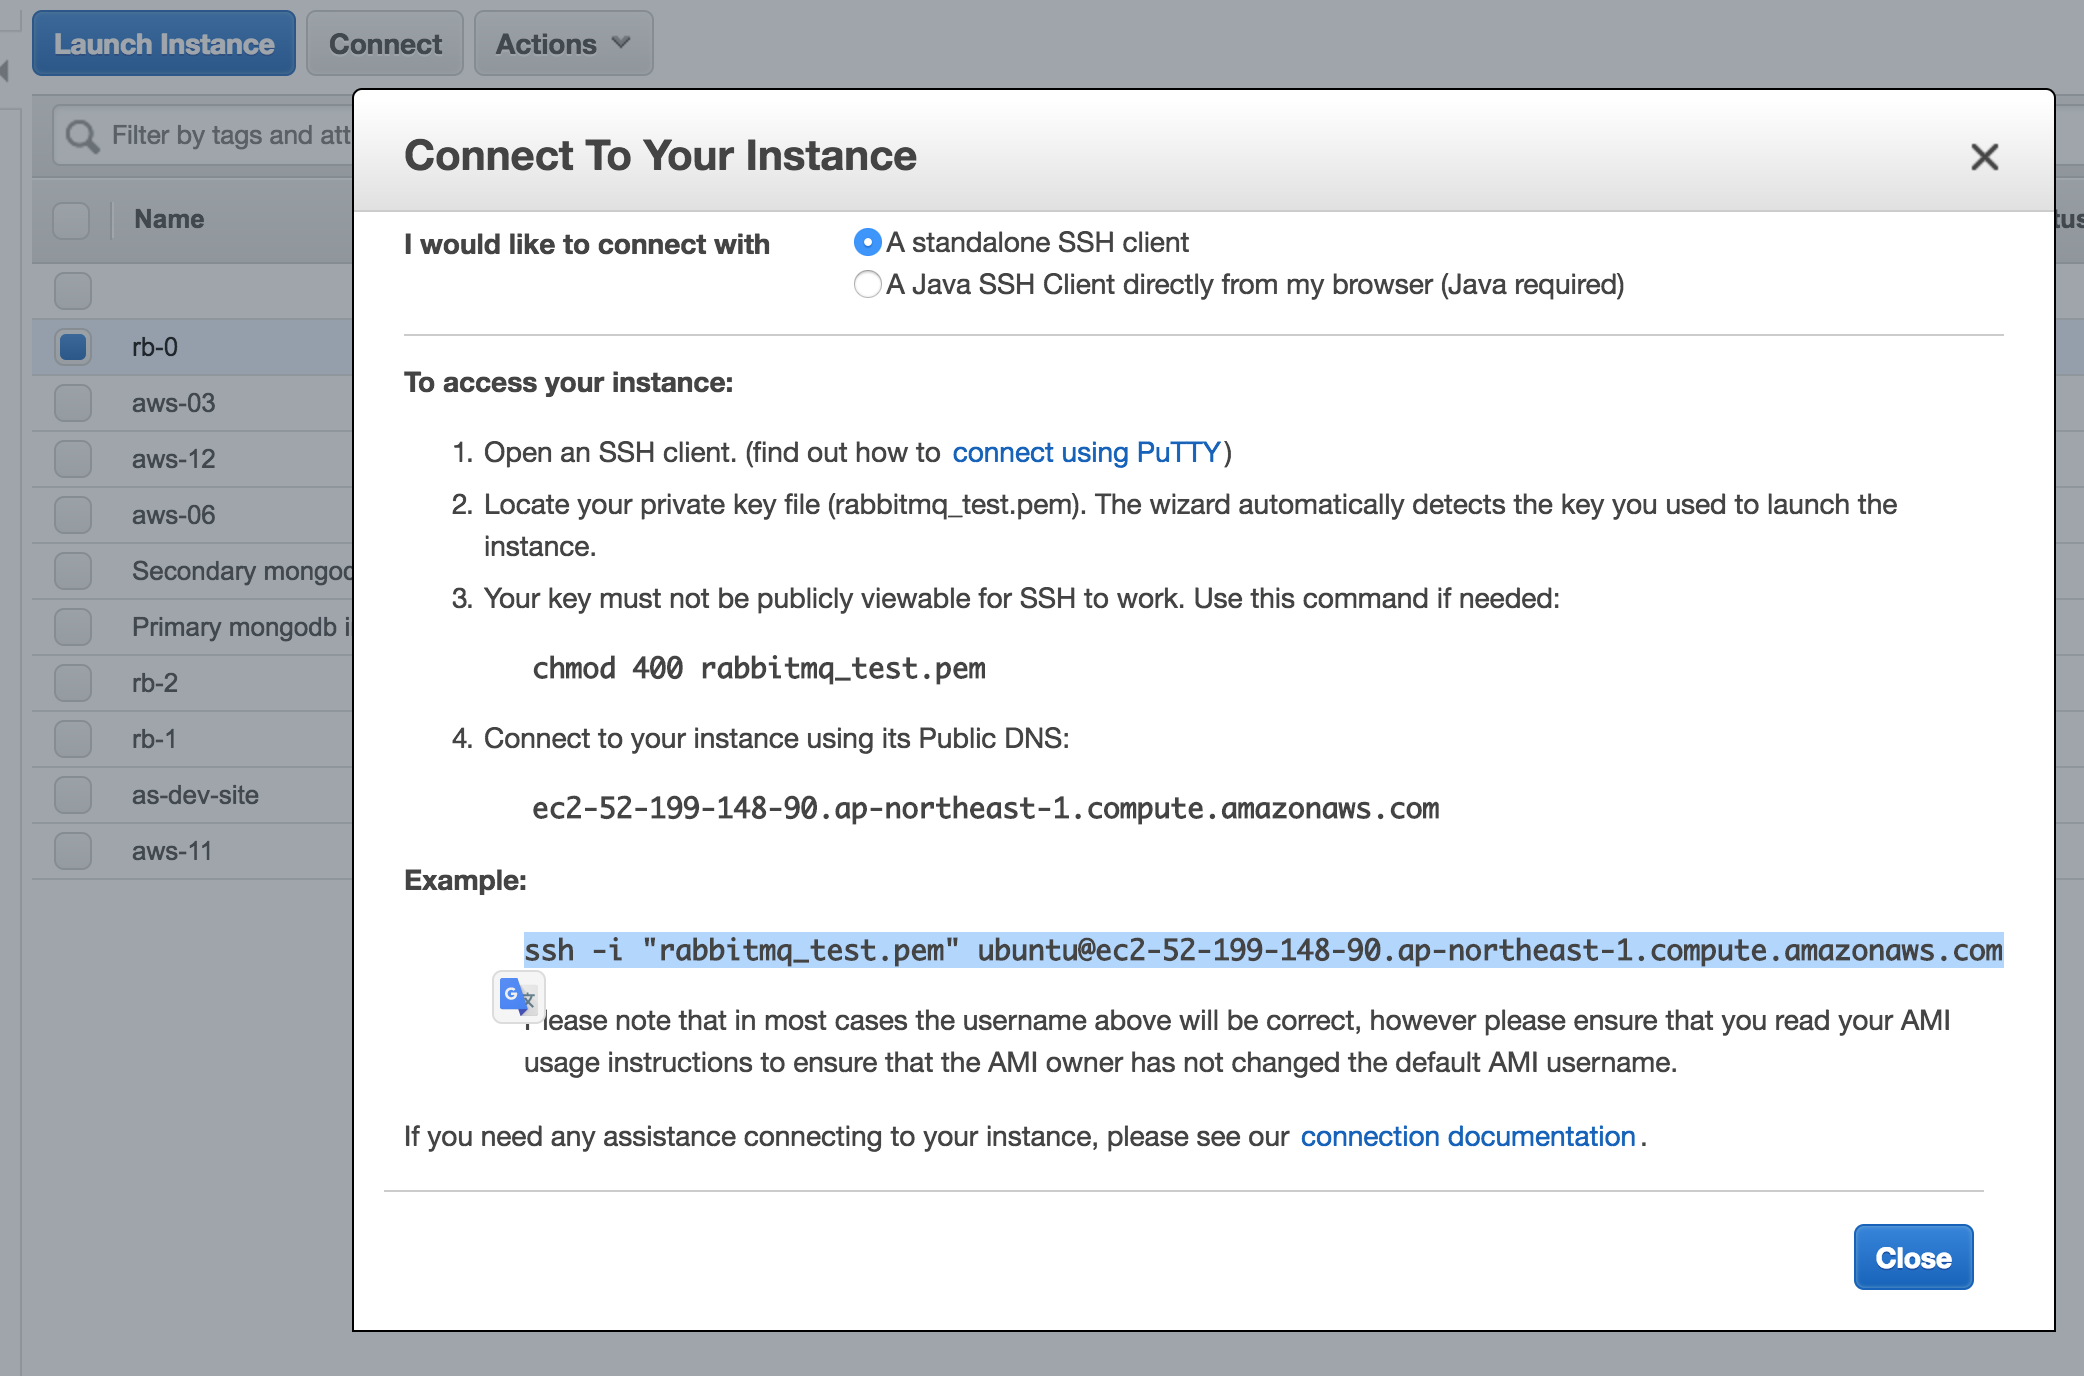 Launch Instance
Connect
Actions
Filter by tags and att
Name
rb-0
aws-03
aws-12
aws-06
Secondary mongod
Primary mongodb i
rb-2
rb-1
as-dev-site
aws-11
tus
Connect To Your Instance
I would like to connect with
A standalone SSH client
A Java SSH Client directly from my browser (Java required)
To access your instance:
1. Open an SSH client. (find out how to connect using PuTTY)
2. Locate your private key file (rabbitmq_test.pem). The wizard automatically detects the key you used to launch the
instance.
3. Your key must not be publicly viewable for SSH to work. Use this command if needed:
chmod 400 rabbitmq_test.pem
4. Connect to your instance using its Public DNS:
ec2-52-199-148-90.ap-northeast-1.compute.amazonaws.com
Example:
ssh -i "rabbitmq_test.pem" ubuntu@ec2-52-199-148-90.ap-northeast-1.compute.amazonaws.com
G文
Please note that in most cases the username above will be correct, however please ensure that you read your AMI
usage instructions to ensure that the AMI owner has not changed the default AMI username.
If you need any assistance connecting to your instance, please see our connection documentation.
Close